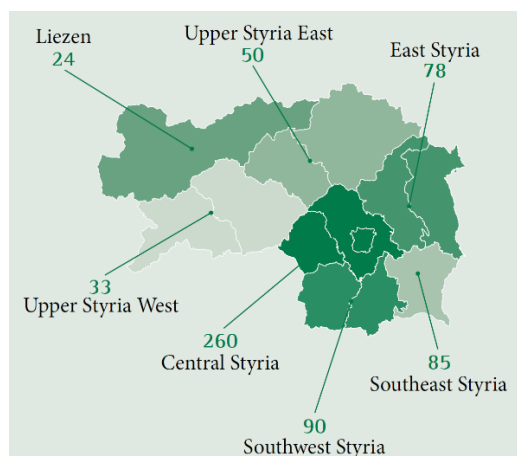 Liezen
24
Upper Styria East
50
East Styria
78
33
Upper Styria West
260
Central Styria
85
Southeast Styria
90
Southwest Styria